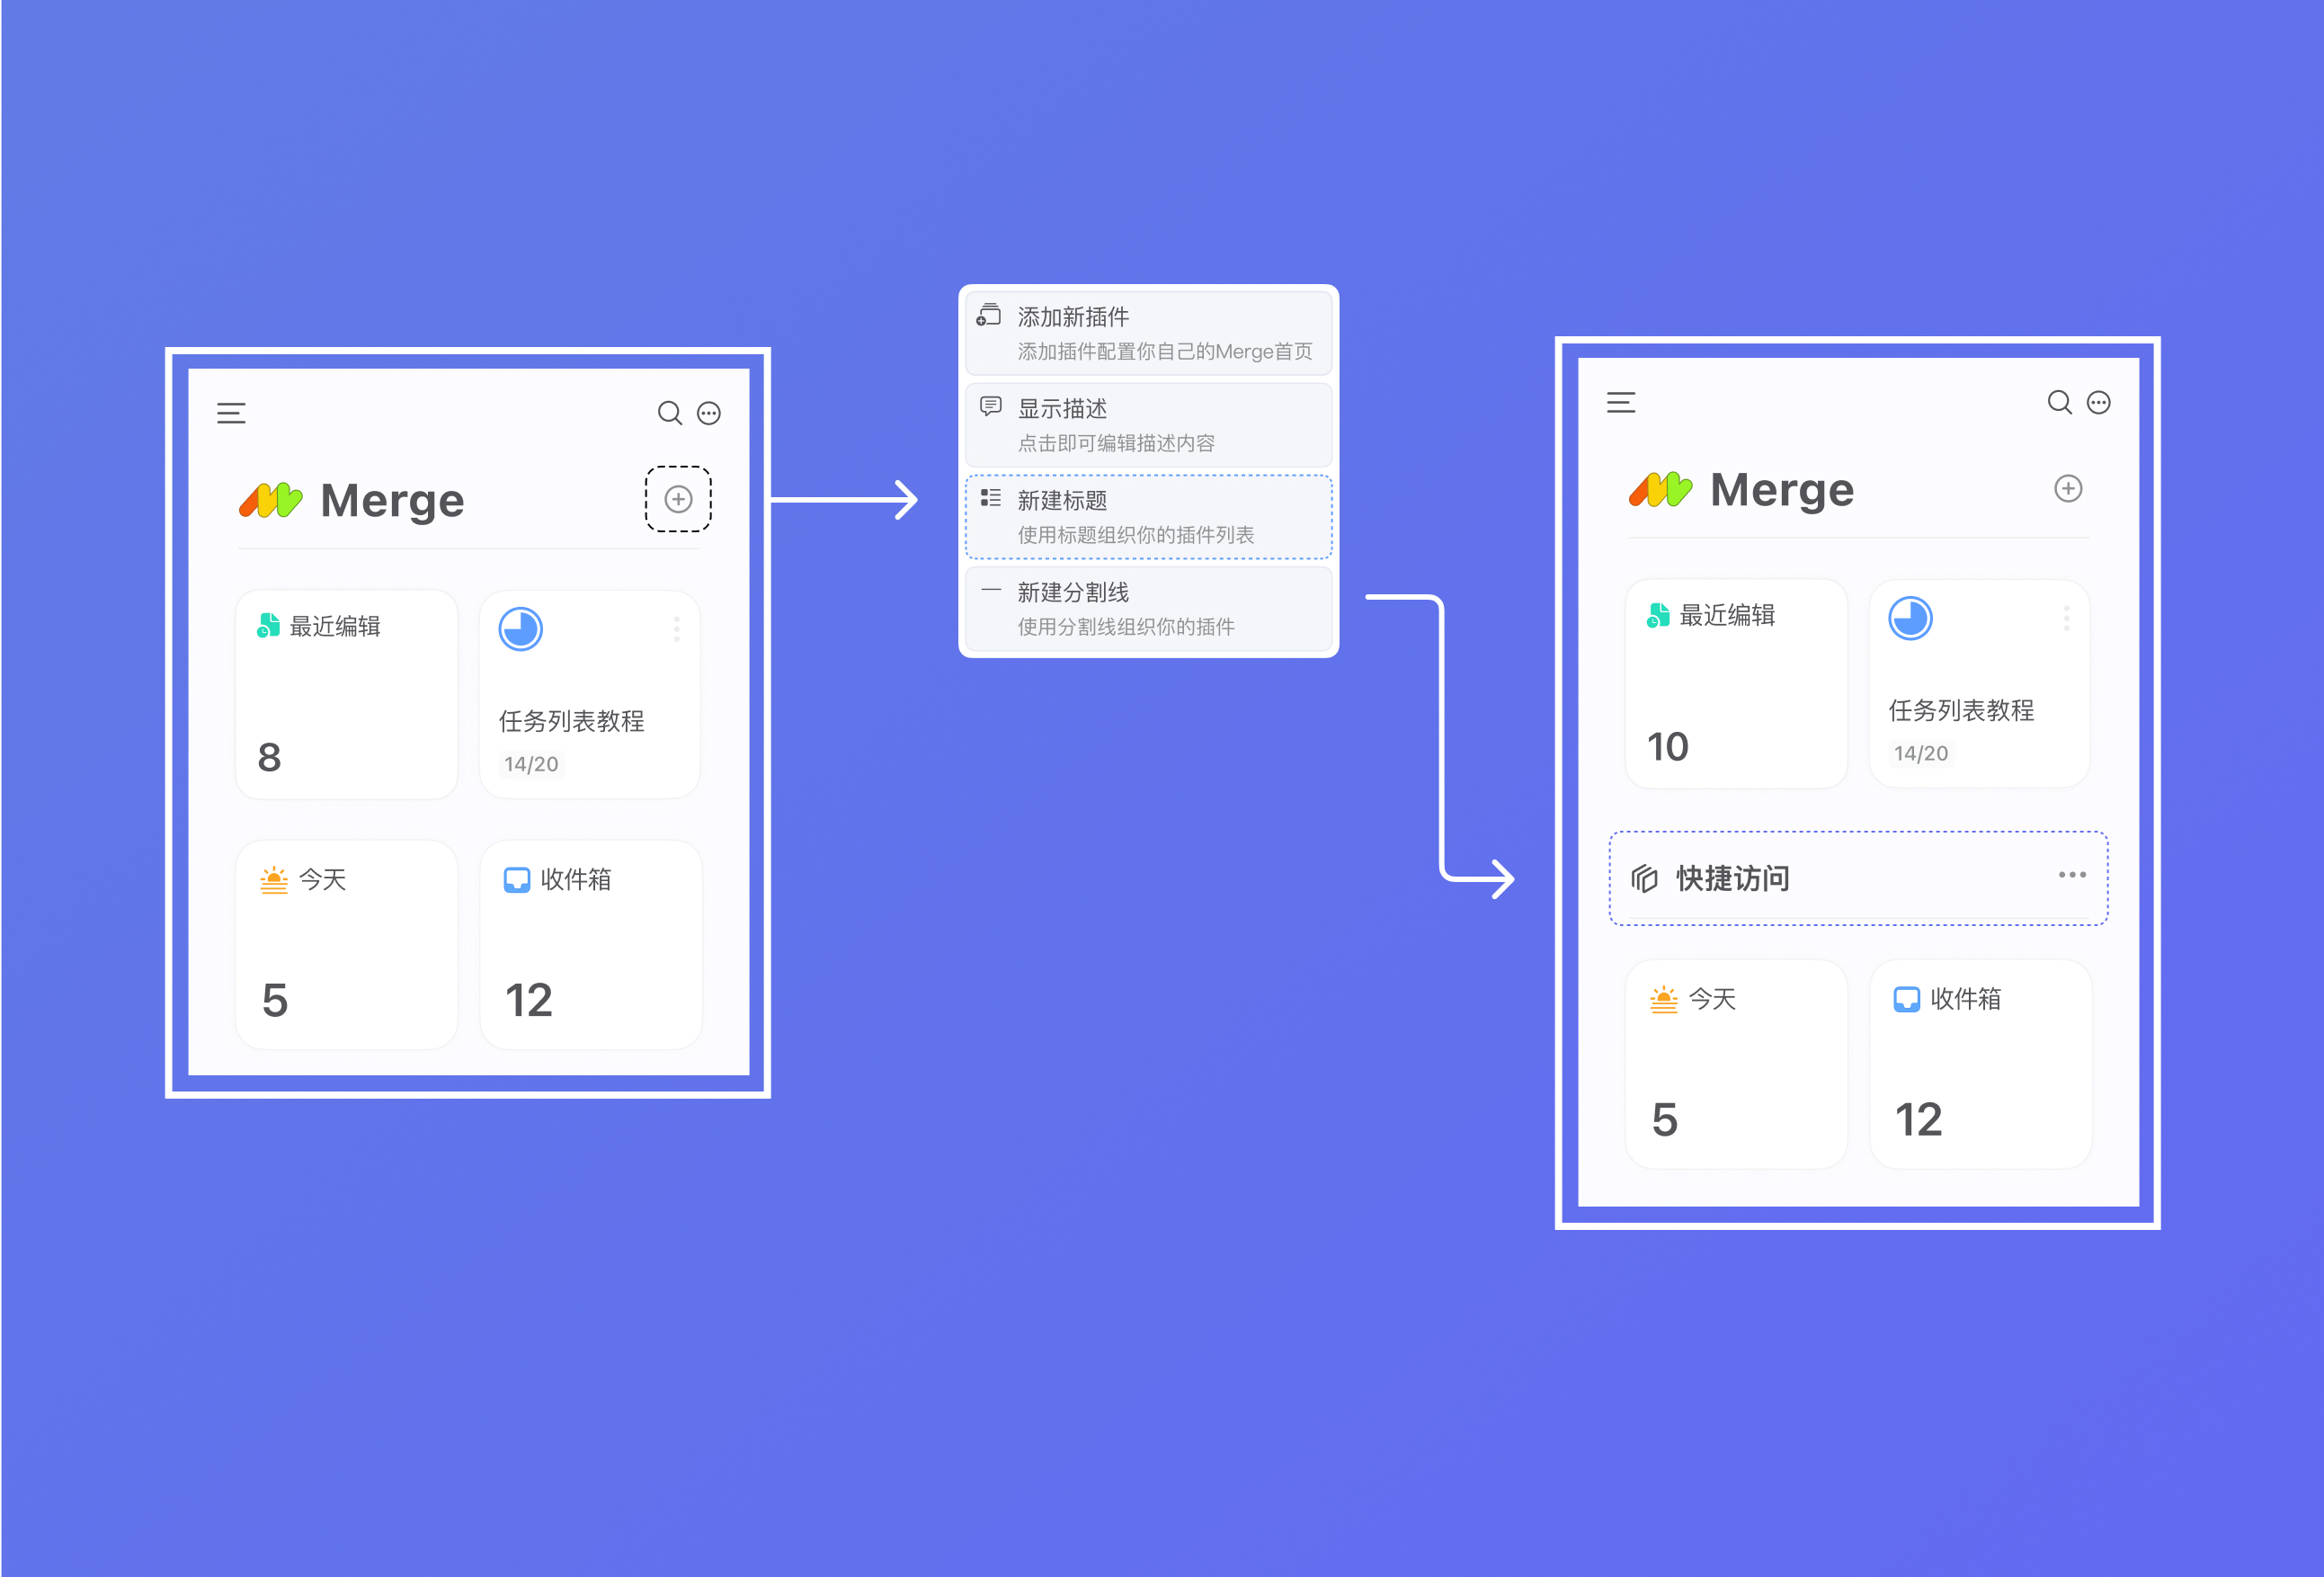 Merge
最近编辑
8
任务列表教程
14/20
今天
5
收件箱
12
添加新插件
添加插件配置你自己的Merge首页
显示描述
点击即可编辑描述内容
新建标题
使用标题组织你的插件列表
新建分割线
使用分割线组织你的插件
Merge
最近编辑
10
任务列表教程
14/20
快捷访问
今天
5
收件箱
12